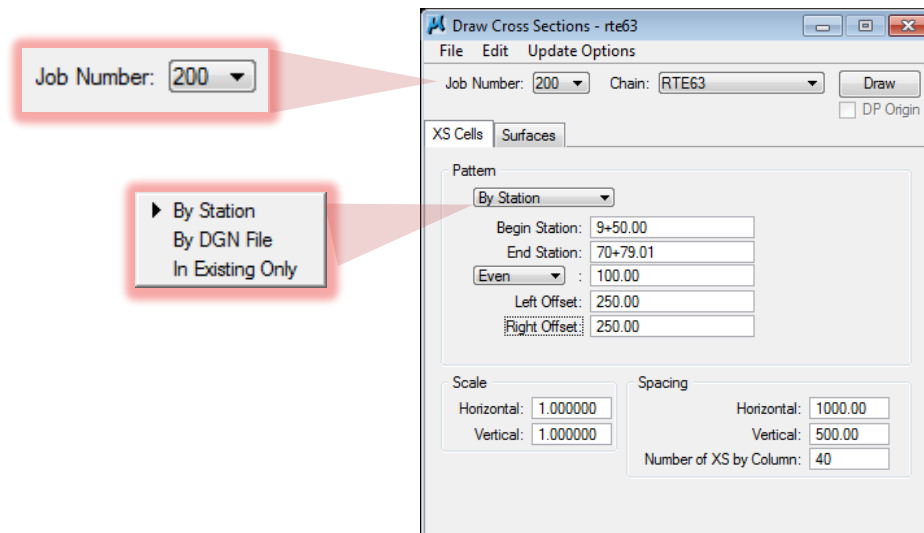 Draw Cross Sections - rte63
File Edit Update Options
Job Number: 200
Job Number: 200 Chain: RTE63 Draw
DP Origin
XS Cells Surfaces
Pattern
By Station
By Station
By DGN File
In Existing Only
Begin Station: 9+50.00
End Station: 70+79.01
Even : 100.00
Left Offset: 250.00
Right Offset: 250.00
Scale
Horizontal: 1.000000
Vertical: 1.000000
Spacing
Horizontal: 1000.00
Vertical: 500.00
Number of XS by Column: 40